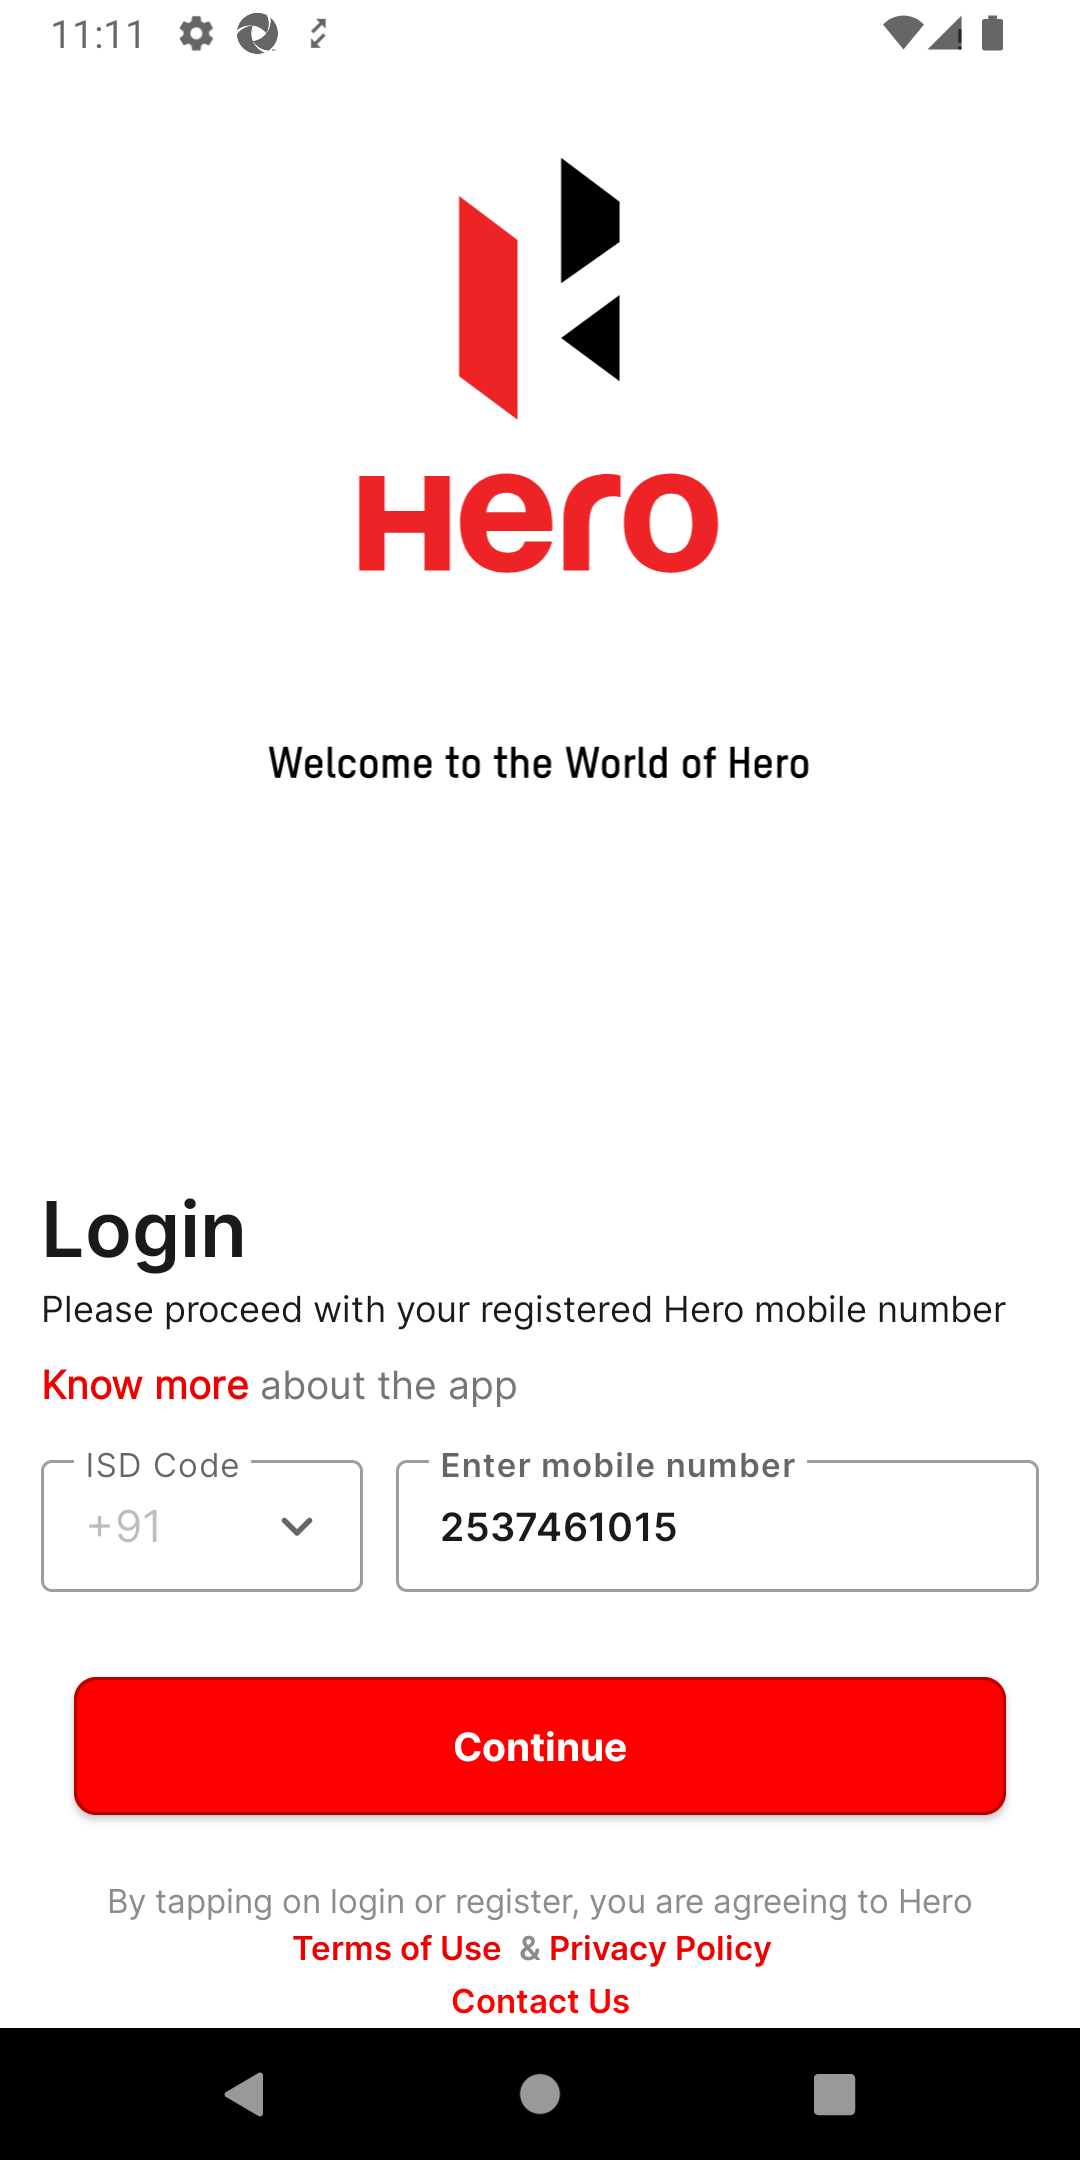 11:11
Hero
Welcome to the World of Hero
Login
Please proceed with your registered Hero mobile number
Know more about the app
ISD Code
+91
Enter mobile number
2537461015
Continue
By tapping on login or register, you are agreeing to Hero
Terms of Use & Privacy Policy
Contact Us